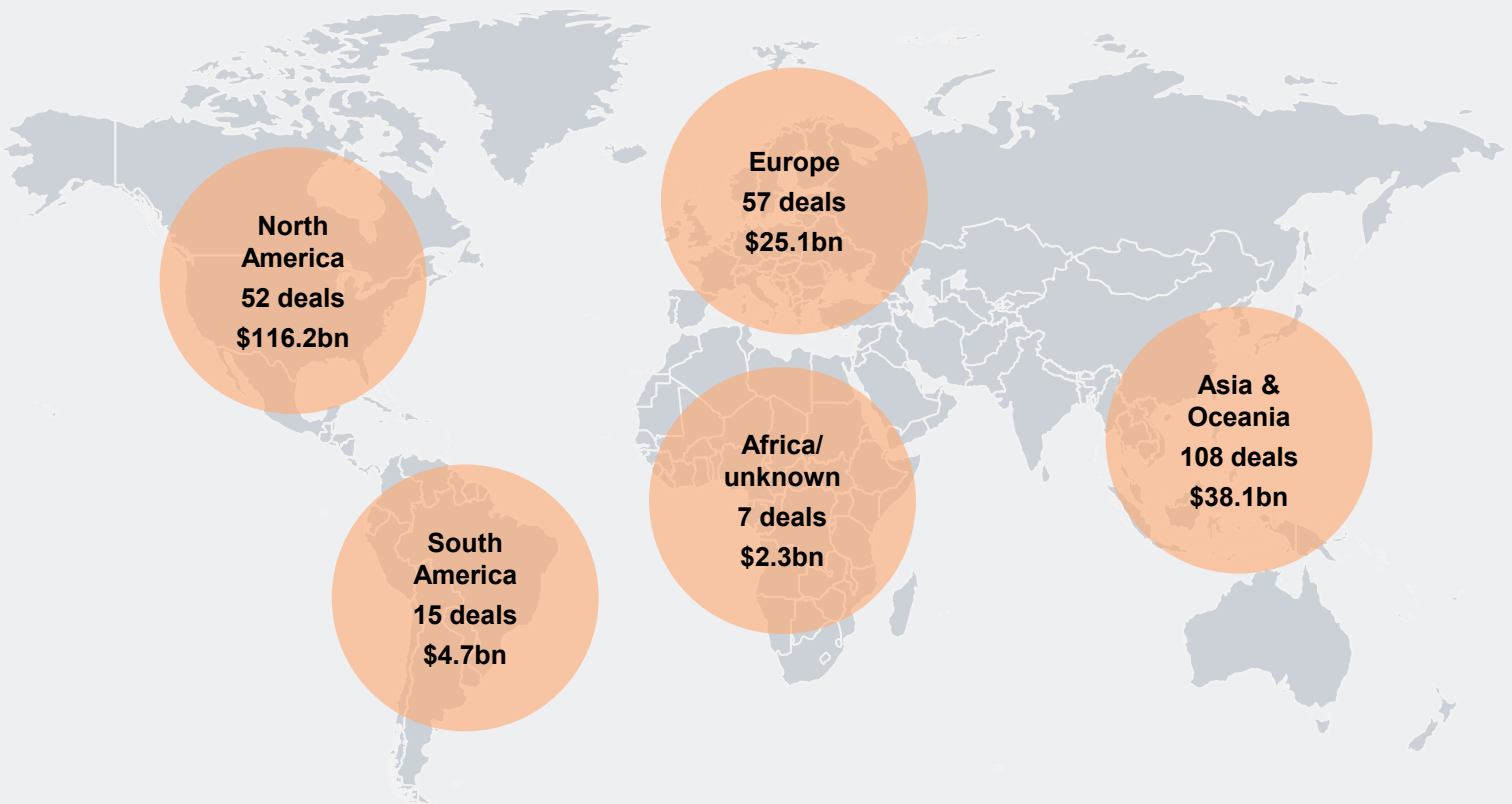 North
America
52 deals
$116.2bn
Europe
57 deals
$25.1bn
Asia &
Oceania
108 deals
$38.1bn
Africa/
unknown
7 deals
$2.3bn
South
America
15 deals
$4.7bn